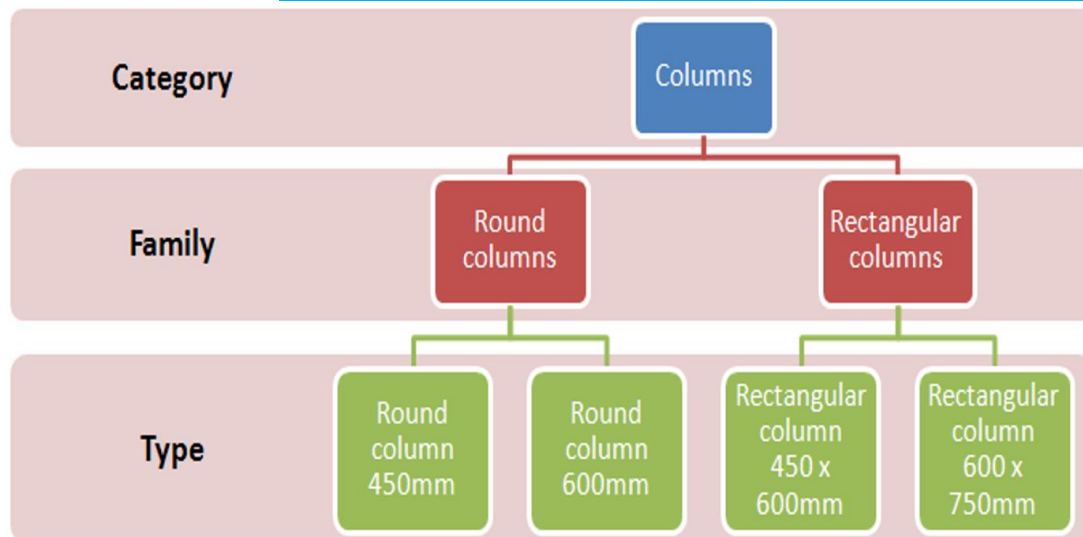 Category
Columns
Family
Round
columns
Rectangular
columns
Type
Round
column
450mm
Round
column
600mm
Rectangular
column
450 x
600mm
Rectangular
column
600 x
750mm